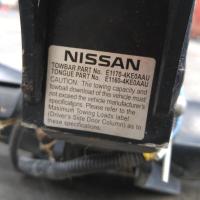 NISSAN
TOWBAR PART No. E1170-4KE0AAU
TONGUE PART No. E1160-4KE0AAU
CAUTION: The towing capacity and
towball download of this vehicle must
not exceed the vehicle manufacturer's
specifications. Please refer to the
Maximum Towing Loads label
(Driver's Side Door Column) as to